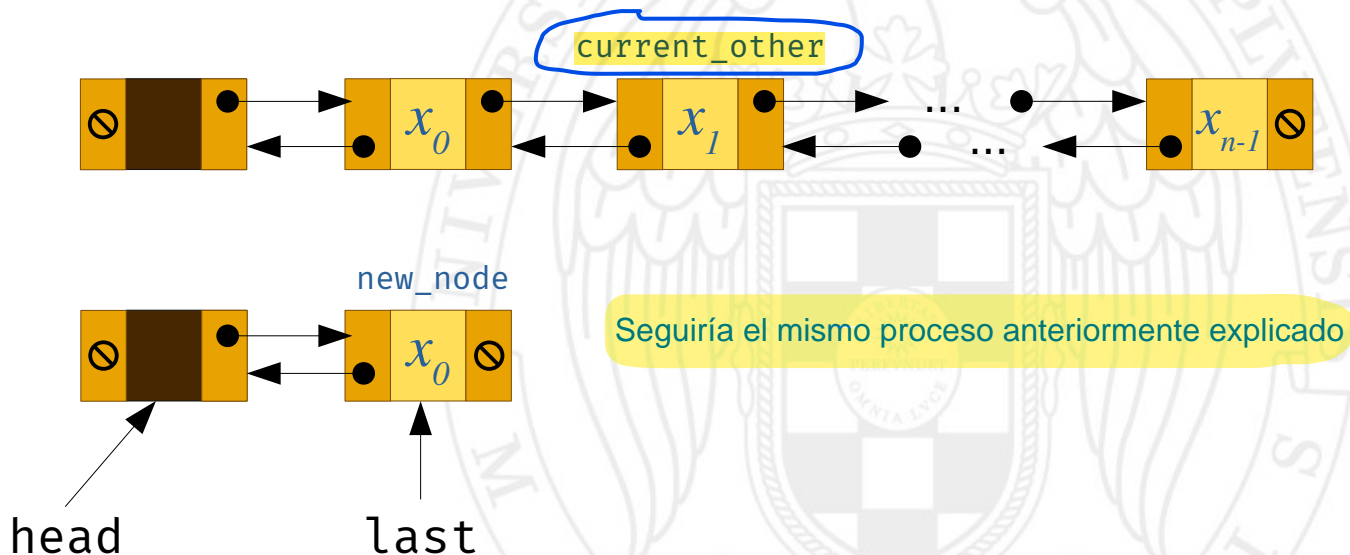 current_other
x0 x1 ... xn-1
...
new_node
x0
Seguiría el mismo proceso anteriormente explicado
head last